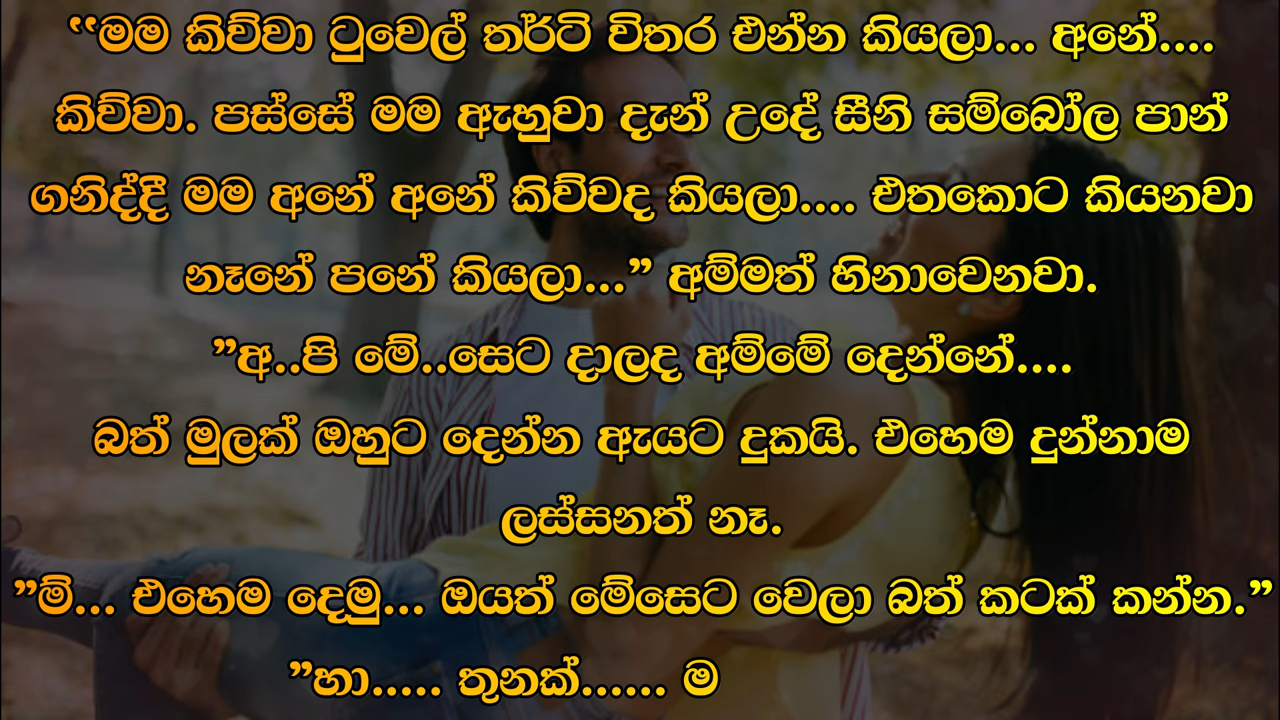 ‘‘මම කිව්වා ටුවෙල් තර්ටි විතර එන්න කියලා... අනේ....
කිව්වා. පස්සේ මම ඇහුවා දැන් උදේ සීනි සම්බෝල පාන්
ගනිද්දී මම අනේ අනේ කිව්වද කියලා.... එතකොට කියනවා
නෑනේ පනේ කියලා...” අම්මත් හිනාවෙනවා.
”අ..පි මේ..සෙට දාලද අම්මේ දෙන්නේ....
බත් මුලක් ඔහුට දෙන්න ඇයට දුකයි. එහෙම දුන්නාම
ලස්සනත් නෑ.
”ම්... එහෙම දෙමු... ඔයත් මේසෙට වෙලා බත් කටක් කන්න.”
”හා..... තුනක්...... ම